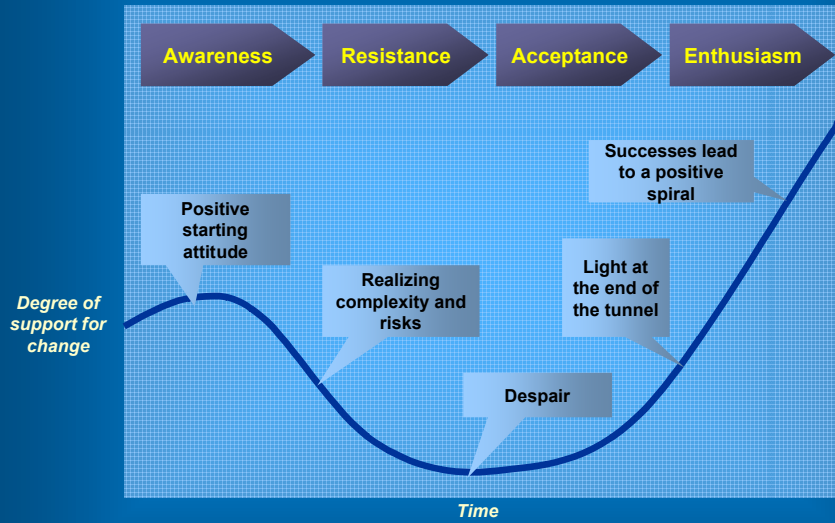 Awareness
Resistance
Acceptance
Enthusiasm
Successes lead
to a positive
spiral
Positive
starting
attitude
Realizing
complexity and
risks
Light at
the end of
the tunnel
Degree of
support for
change
Despair
Time